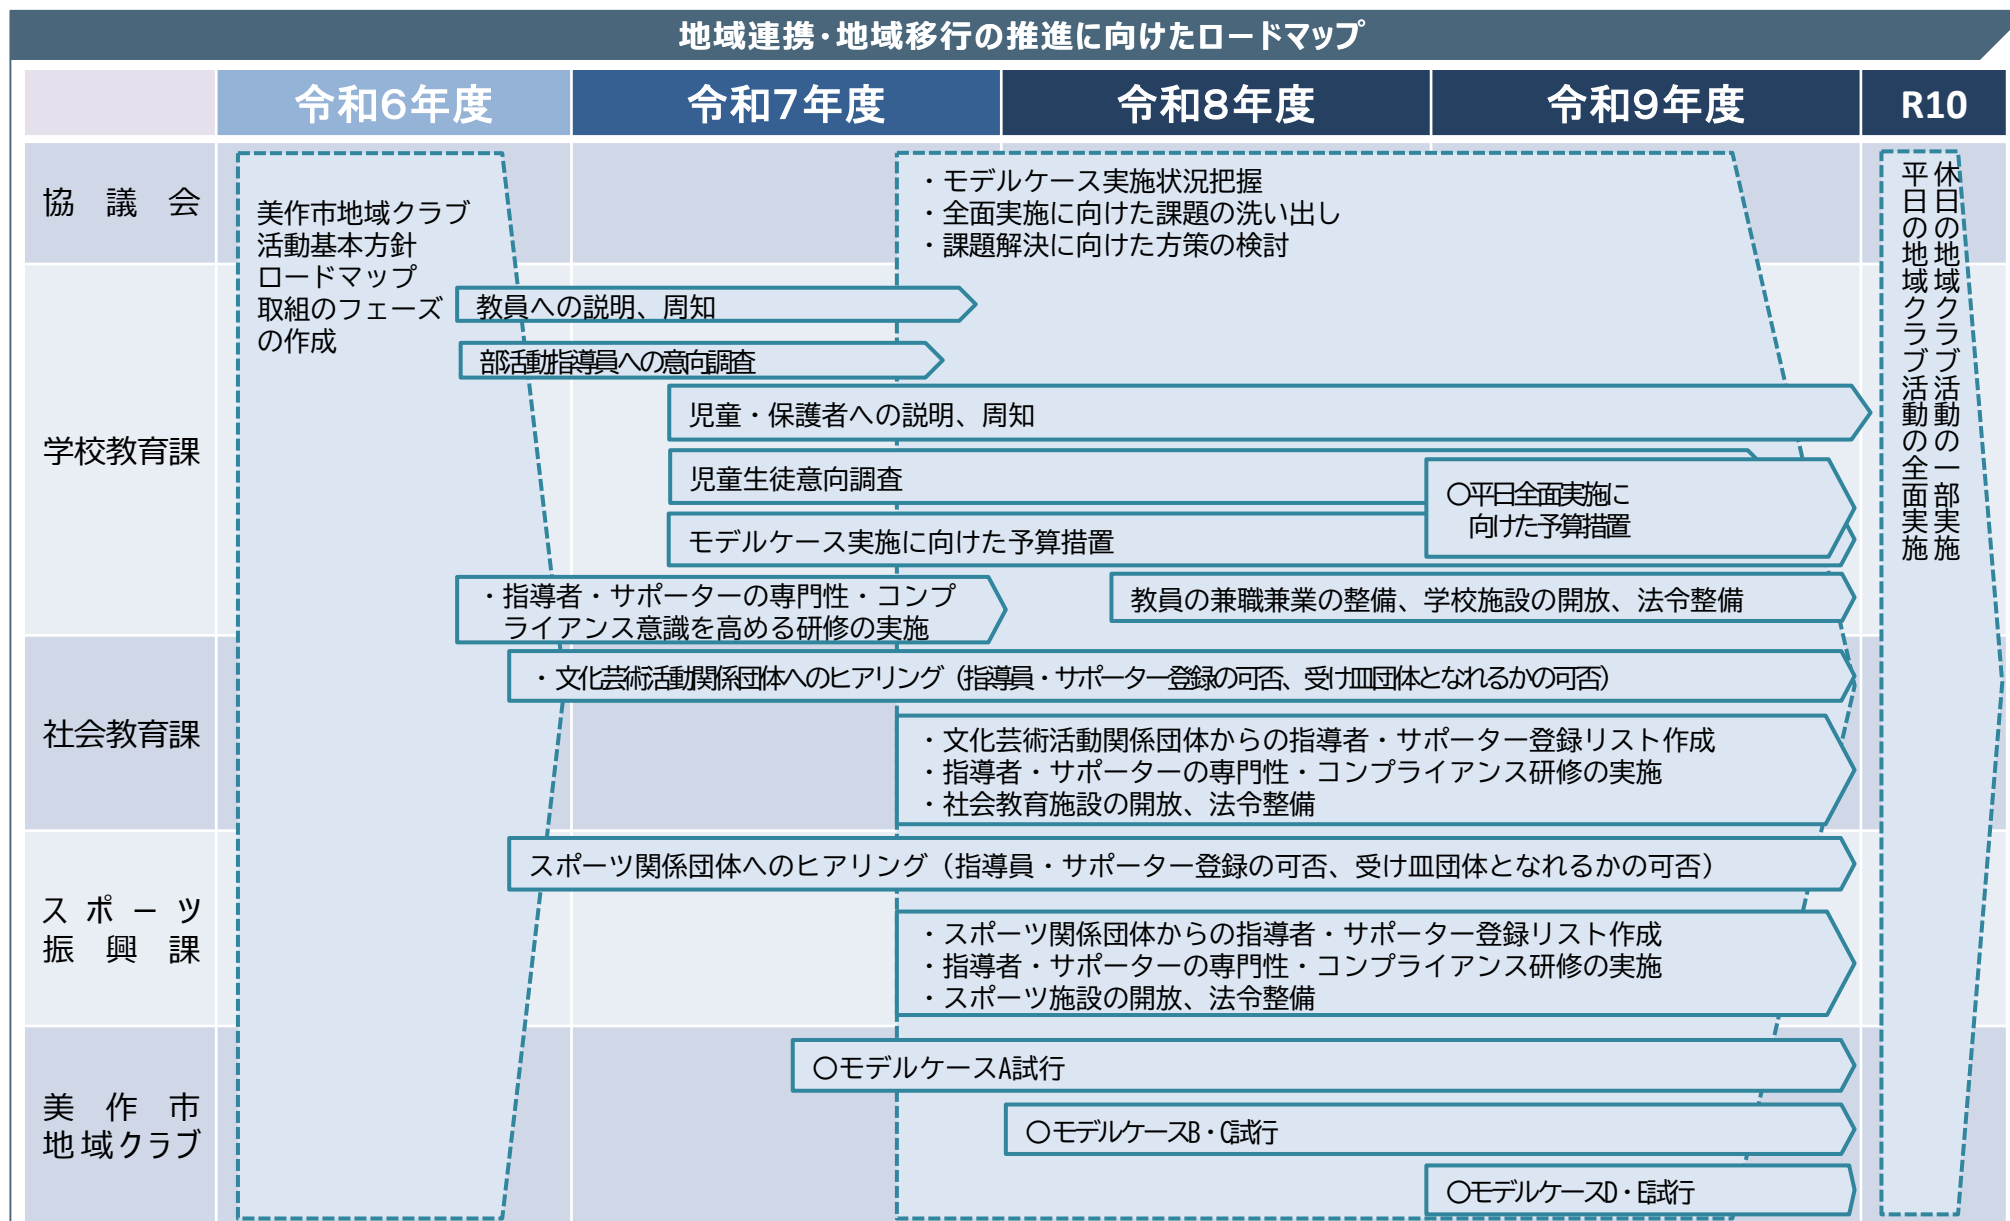 地域連携・地域移行の推進に向けたロードマップ
令和6年度
令和7年度
令和8年度
令和9年度
R10
協議会
美作市地域クラブ
活動基本方針
ロードマップ
取組のフェーズ
の作成
・モデルケース実施状況把握
・全面実施に向けた課題の洗い出し
・課題解決に向けた方策の検討
休日の地域クラブ活動の一部実施
平日の地域クラブ活動の全面実施
学校教育課
教員への説明、周知
部活動指導員への意向調査
児童・保護者への説明、周知
児童生徒意向調査
〇平日全面実施に
向けた予算措置
モデルケース実施に向けた予算措置
・指導者・サポーターの専門性・コンプ
ライアンス意識を高める研修の実施
教員の兼職兼業の整備、学校施設の開放、法令整備
社会教育課
・文化芸術活動関係団体へのヒアリング（指導員・サポーター登録の可否、受け皿団体となれるかの可否）
・文化芸術活動関係団体からの指導者・サポーター登録リスト作成
・指導者・サポーターの専門性・コンプライアンス研修の実施
・社会教育施設の開放、法令整備
スポーツ
振興課
スポーツ関係団体へのヒアリング（指導員・サポーター登録の可否、受け皿団体となれるかの可否）
・スポーツ関係団体からの指導者・サポーター登録リスト作成
・指導者・サポーターの専門性・コンプライアンス研修の実施
・スポーツ施設の開放、法令整備
美作市
地域クラブ
〇モデルケースA試行
〇モデルケースB・C試行
〇モデルケースD・E試行